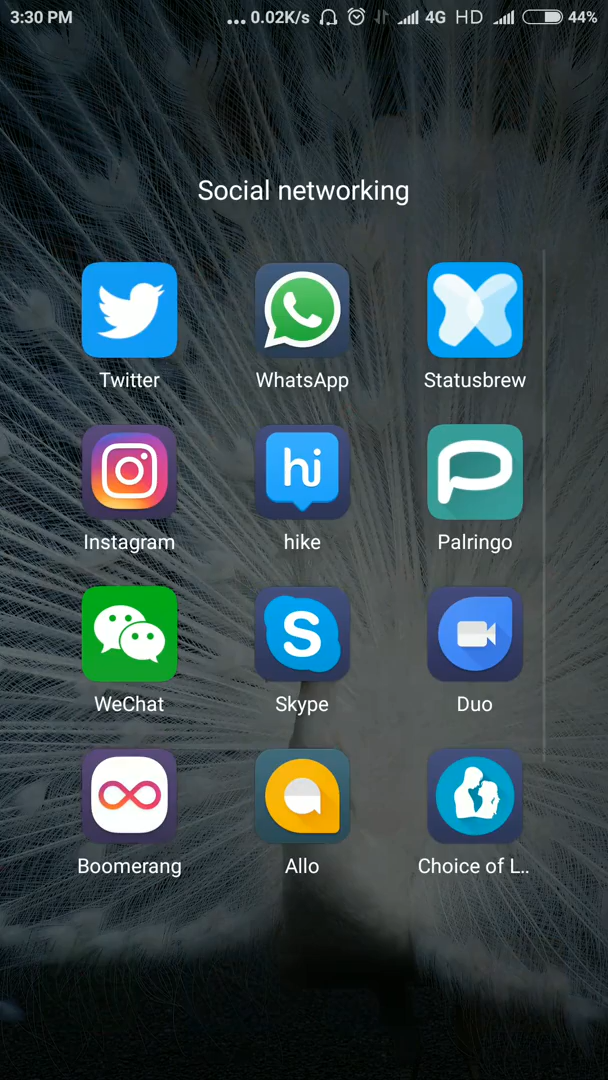 3:30 PM ... 0.02K/s 4G HD 44%
Social networking
Twitter WhatsApp Statusbrew
hi
Instagram hike Palringo
S
WeChat Skype Duo
Boomerang Allo Choice of L..